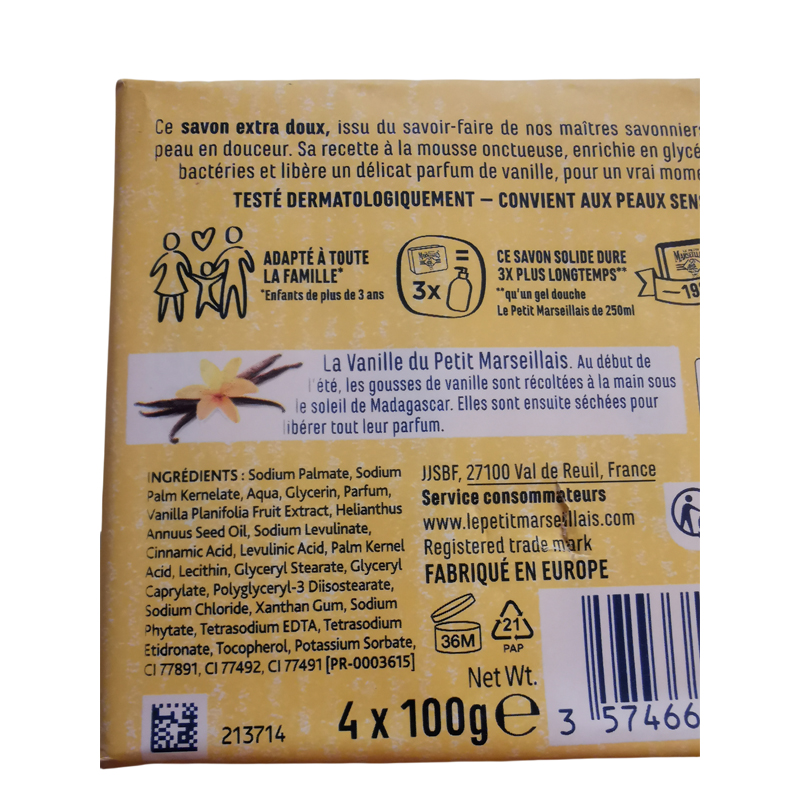 Ce savon extra doux, issu du savoir-faire de nos maîtres savonniers
peau en douceur. Sa recette à la mousse onctueuse, enrichie en glycé
bactéries et libère un délicat parfum de vanille, pour un vrai mome
TESTÉ DERMATOLOGIQUEMENT – CONVIENT AUX PEAUX SENS
ADAPTÉ À TOUTE
LA FAMILLE*
*Enfants de plus de 3 ans
3x
=
CE SAVON SOLIDE DURE
3X PLUS LONGTEMPS**
**qu'un gel douche
Le Petit Marseillais de 250ml
19
La Vanille du Petit Marseillais. Au début de
l'été, les gousses de vanille sont récoltées à la main sous
le soleil de Madagascar. Elles sont ensuite séchées pour
libérer tout leur parfum.
INGRÉDIENTS : Sodium Palmate, Sodium
Palm Kernelate, Aqua, Glycerin, Parfum,
Vanilla Planifolia Fruit Extract, Helianthus
Annuus Seed Oil, Sodium Levulinate,
Cinnamic Acid, Levulinic Acid, Palm Kernel
Acid, Lecithin, Glyceryl Stearate, Glyceryl
Caprylate, Polyglyceryl-3 Diisostearate,
Sodium Chloride, Xanthan Gum, Sodium
Phytate, Tetrasodium EDTA, Tetrasodium
Etidronate, Tocopherol, Potassium Sorbate,
CI 77891, CI 77492, CI 77491 [PR-0003615]
213714
JJSBF, 27100 Val de Reuil, France
Service consommateurs
www.lepetitmarseillais.com
Registered trade mark
FABRIQUÉ EN EUROPE
36M
21
PAP
Net Wt.
4 x 100g e
3 57466